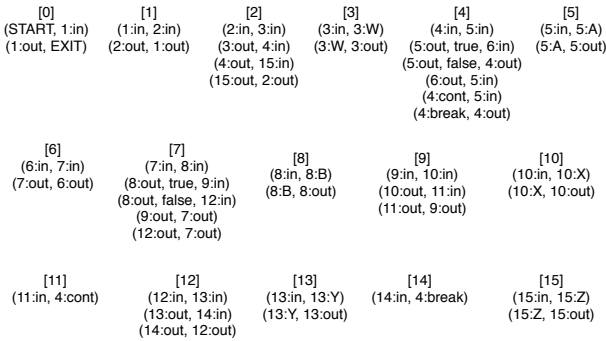 [0]
(START, 1:in)
(1:out, EXIT)
[1]
(1:in, 2:in)
(2:out, 1:out)
[2]
(2:in, 3:in)
(3:out, 4:in)
(4:out, 15:in)
(15:out, 2:out)
[3]
(3:in, 3:W)
(3:W, 3:out)
[4]
(4:in, 5:in)
(5:out, true, 6:in)
(5:out, false, 4:out)
(6:out, 5:in)
(4:cont, 5:in)
(4:break, 4:out)
[5]
(5:in, 5:A)
(5:A, 5:out)
[6]
(6:in, 7:in)
(7:out, 6:out)
[7]
(7:in, 8:in)
(8:out, true, 9:in)
(8:out, false, 12:in)
(9:out, 7:out)
(12:out, 7:out)
[8]
(8:in, 8:B)
(8:B, 8:out)
[9]
(9:in, 10:in)
(10:out, 11:in)
(11:out, 9:out)
[10]
(10:in, 10:X)
(10:X, 10:out)
[11]
(11:in, 4:cont)
[12]
(12:in, 13:in)
(13:out, 14:in)
(14:out, 12:out)
[13]
(13:in, 13:Y)
(13:Y, 13:out)
[14]
(14:in, 4:break)
[15]
(15:in, 15:Z)
(15:Z, 15:out)